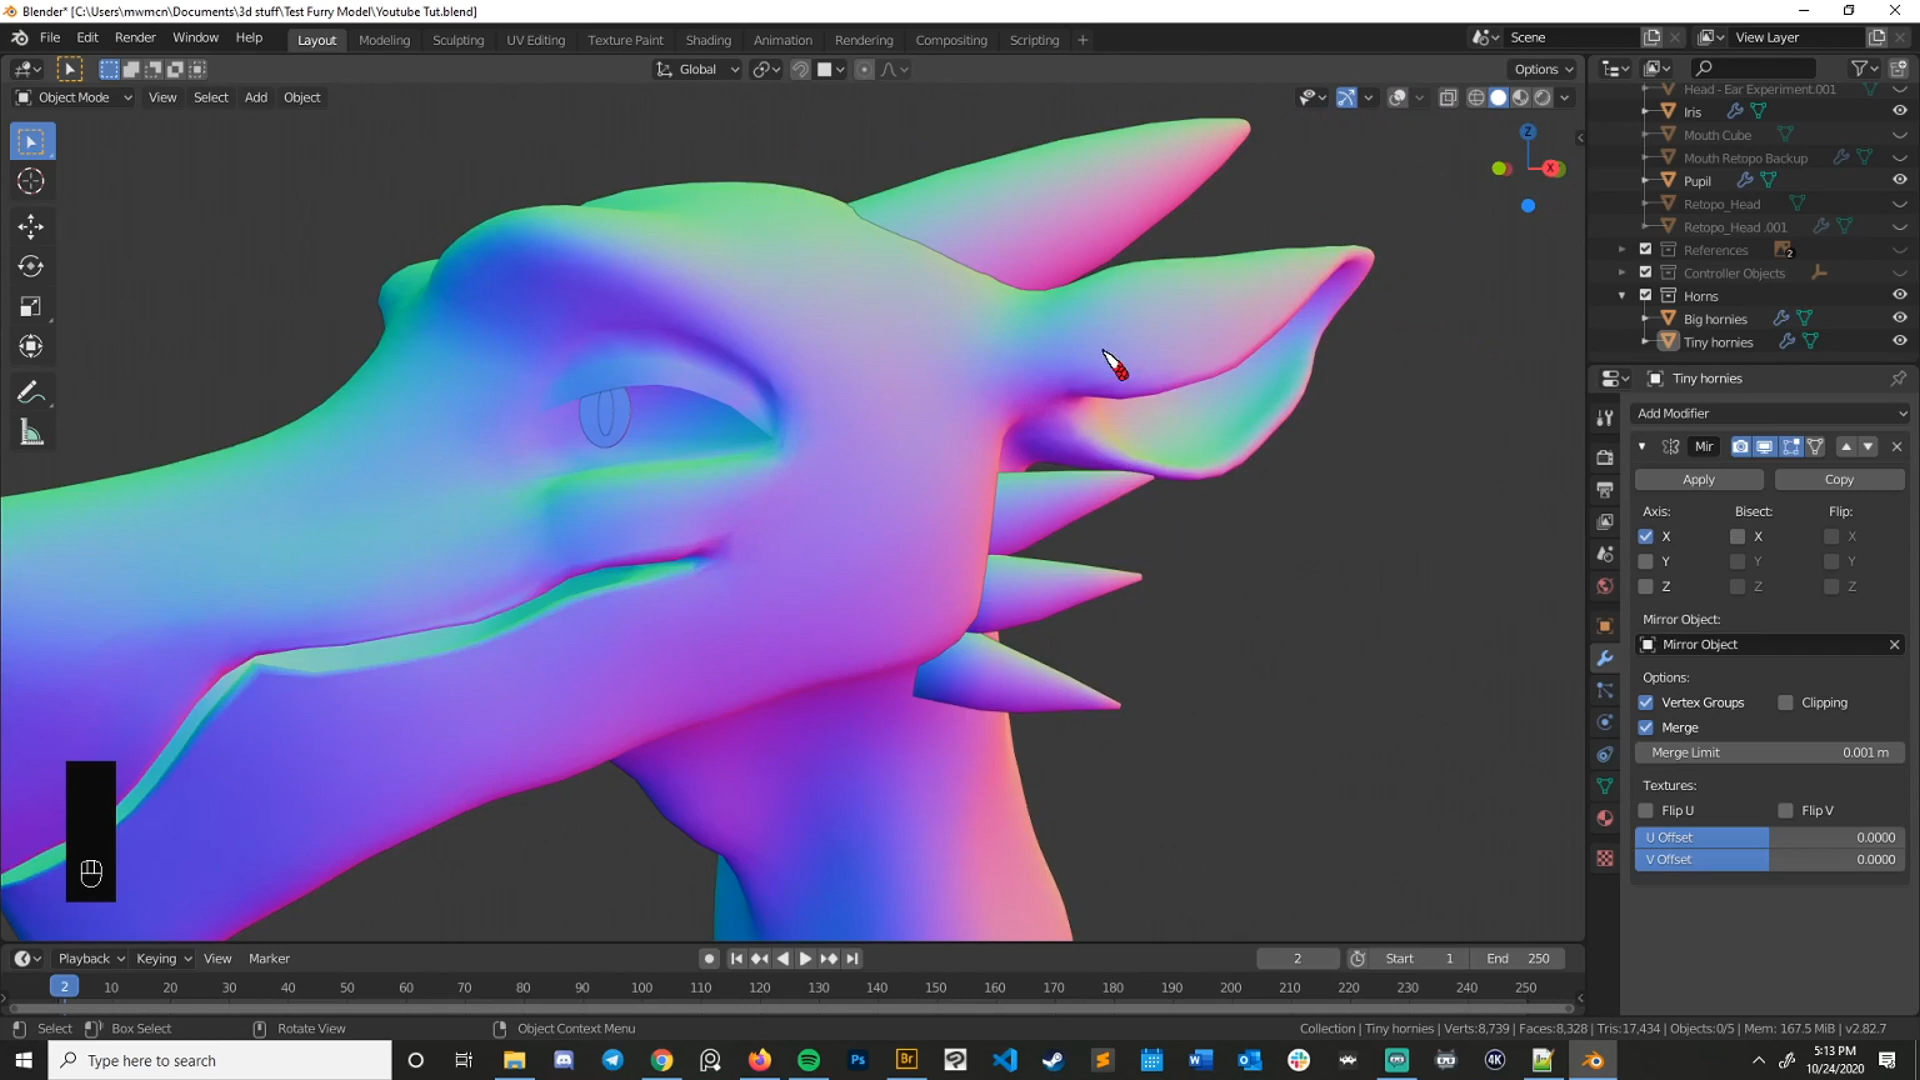 Blender* [C:\Users\mwmcn\Documents\3d stuff\Test Furry Model\Youtube Tut.blend]
File Edit Render Window Help Layout Modeling Sculpting UV Editing Texture Paint Shading Animation Rendering Compositing Scripting + Scene View Layer
Global Options
Object Mode View Select Add Object
Z
X
Head - Ear Experiment.001
Iris
Mouth Cube
Mouth Retopo Backup
Pupil
Retopo_Head
Retopo_Head .001
References 2
Controller Objects
Horns
Big hornies
Tiny hornies
Tiny hornies
Add Modifier
Mir
Apply Copy
Axis: Bisect: Flip:
X X X
Y Y Y
Z Z Z
Mirror Object:
Mirror Object
Options:
Vertex Groups Clipping
Merge
Merge Limit 0.001 m
Textures:
Flip U Flip V
U Offset 0.0000
V Offset 0.0000
Playback Keying View Marker 2 Start 1 End 250
2 10 20 30 40 50 60 70 80 90 100 110 120 130 140 150 160 170 180 190 200 210 220 230 240 250
Select Box Select Rotate View Object Context Menu Collection | Tiny hornies | Verts:8,739 | Faces:8,328 | Tris:17,434 | Objects:0/5 | Mem: 167.5 MiB | v2.82.7
Type here to search Ps Br 4K 5:13 PM
10/24/2020